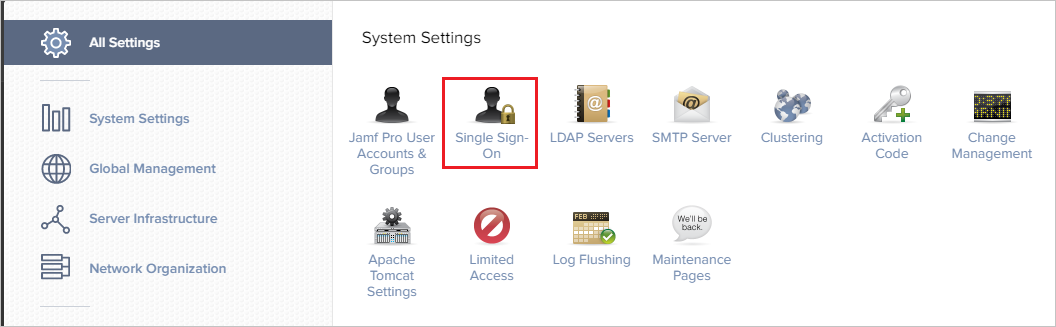 All Settings
System Settings
Global Management
Server Infrastructure
Network Organization
System Settings
Jamf Pro User
Accounts &
Groups
Single Sign-
On
LDAP Servers
SMTP Server
Clustering
Activation
Code
Change
Management
Apache
Tomcat
Settings
Limited
Access
FEB
Log Flushing
We'll be
back.
Maintenance
Pages